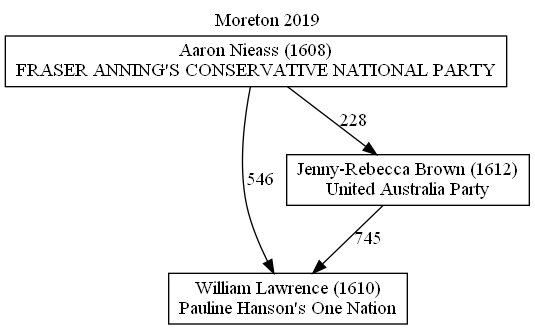 Moreton 2019
Aaron Nieass (1608)
FRASER ANNING'S CONSERVATIVE NATIONAL PARTY
228
Jenny-Rebecca Brown (1612)
United Australia Party
546
745
William Lawrence (1610)
Pauline Hanson's One Nation